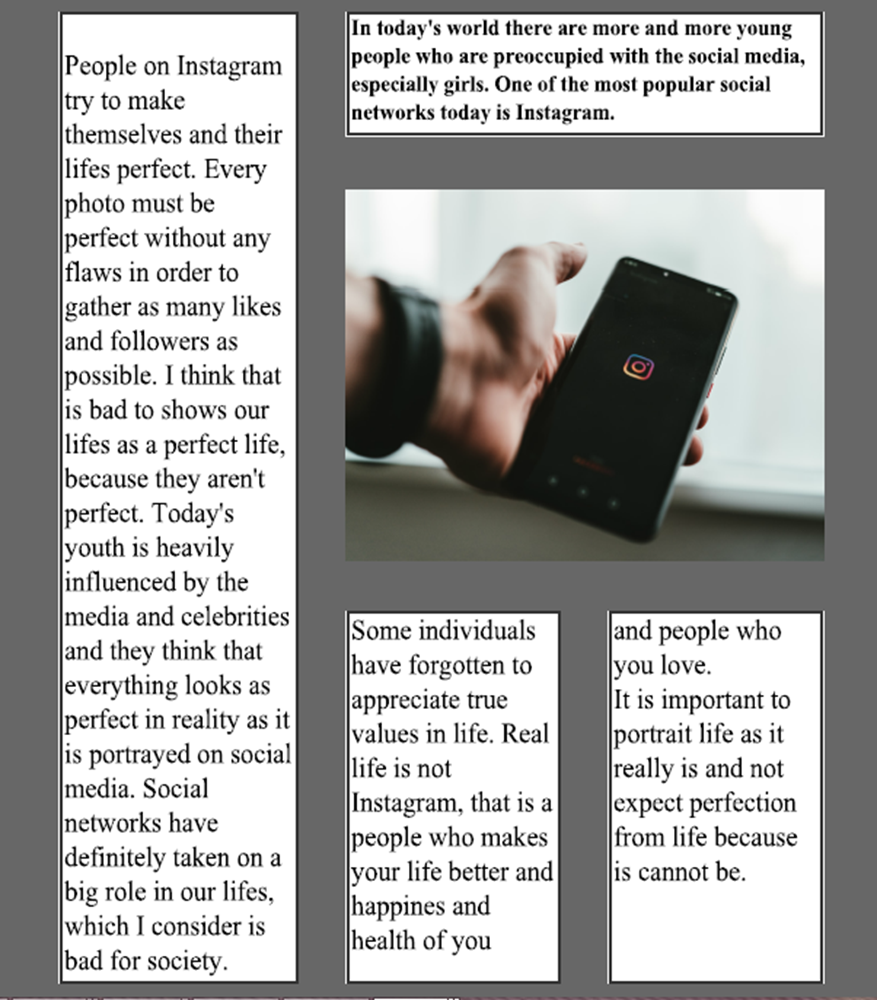 In today's world there are more and more young
people who are preoccupied with the social media,
especially girls. One of the most popular social
networks today is Instagram.
People on Instagram
try to make
themselves and their
lifes perfect. Every
photo must be
perfect without any
flaws in order to
gather as many likes
and followers as
possible. I think that
is bad to shows our
lifes as a perfect life,
because they aren't
perfect. Today's
youth is heavily
influenced by the
media and celebrities
and they think that
everything looks as
perfect in reality as it
is portrayed on social
media. Social
networks have
definitely taken on a
big role in our lifes,
which I consider is
bad for society.
Some individuals
have forgotten to
appreciate true
values in life. Real
life is not
Instagram, that is a
people who makes
your life better and
happines and
health of you
and people who
you love.
It is important to
portrait life as it
really is and not
expect perfection
from life because
is cannot be.